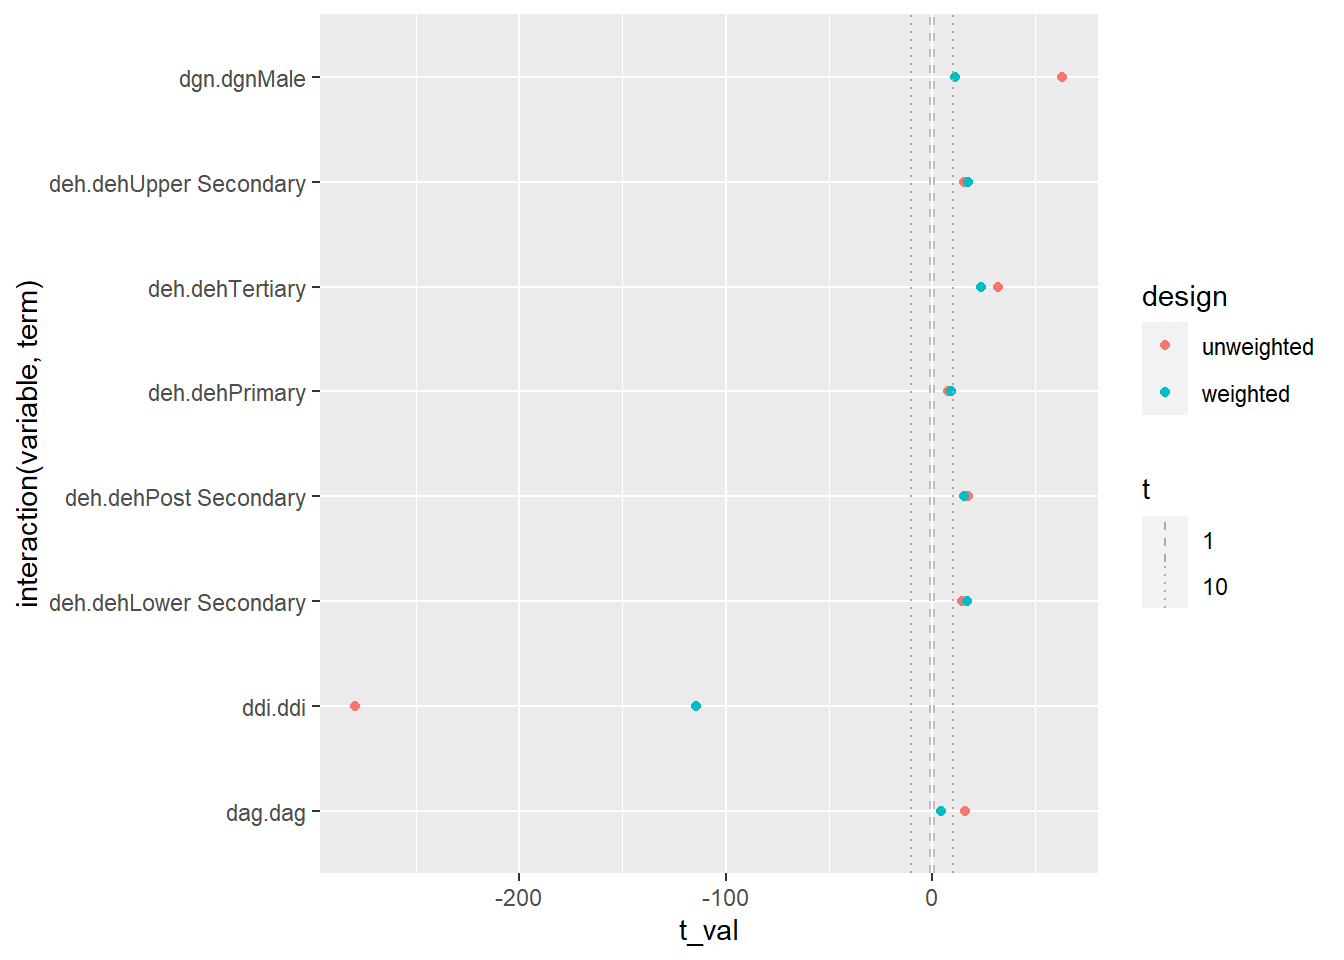 dgn.dgnMale
deh.dehUpper Secondary
deh.dehTertiary
deh.dehPrimary
deh.dehPost Secondary
deh.dehLower Secondary
ddi.ddi
dag.dag
interaction(variable, term)
-200
-100
0
t_val
design
unweighted
weighted
t
1
10